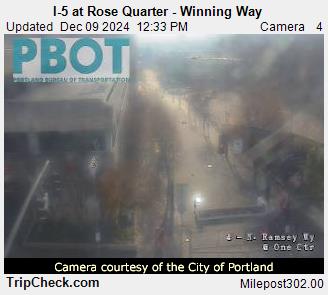 I-5 at Rose Quarter - Winning Way
Updated Dec 09 2024 12:33 PM Camera 4
PBOT
PORTLAND BUREAU OF TRANSPORTATION
4 - N. Ramsey Wy
@ One Ctr
Camera courtesy of the City of Portland
TripCheck.com Milepost302.00